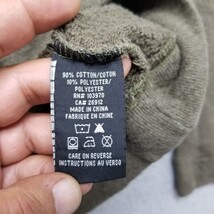 90% COTTON/COTON
10% POLYESTER/
POLYESTER
RN# 103970
CA# 26912
MADE IN CHINA
FABRIQUE EN CHINE
CARE ON REVERSE
INSTRUCTIONS AU VERSO